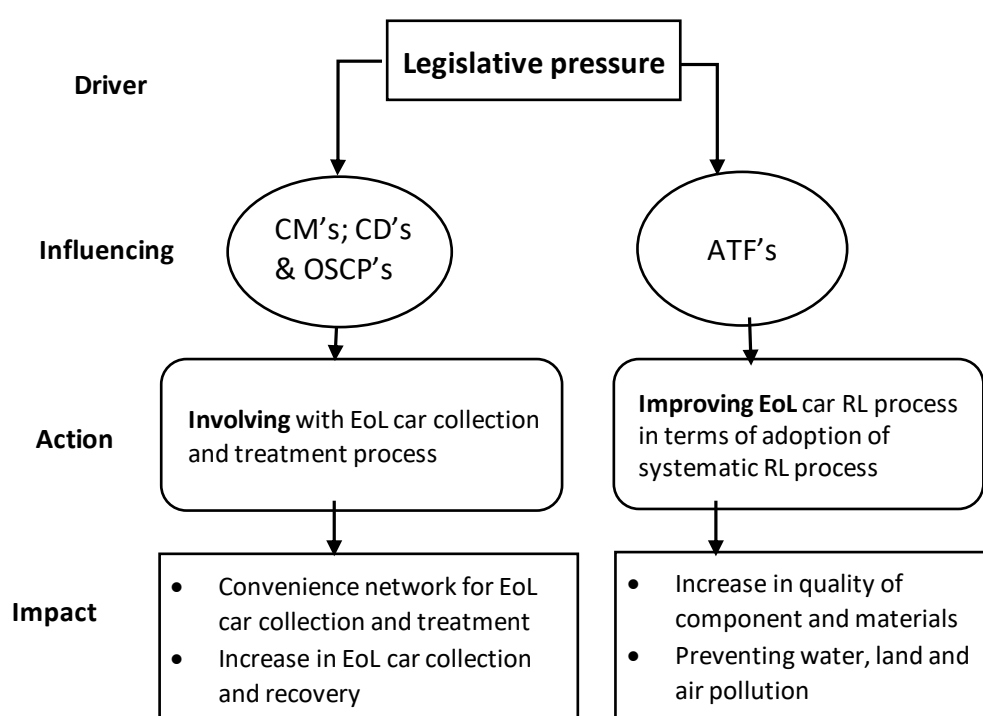 Legislative pressure
Driver
CM’s; CD’s
& OSCP’s
ATF’s
Influencing
Involving with EoL car collection
and treatment process
Improving EoL car RL process
in terms of adoption of
systematic RL process
Action
• Convenience network for EoL
car collection and treatment
• Increase in EoL car collection
and recovery
• Increase in quality of
component and materials
• Preventing water, land and
air pollution
Impact